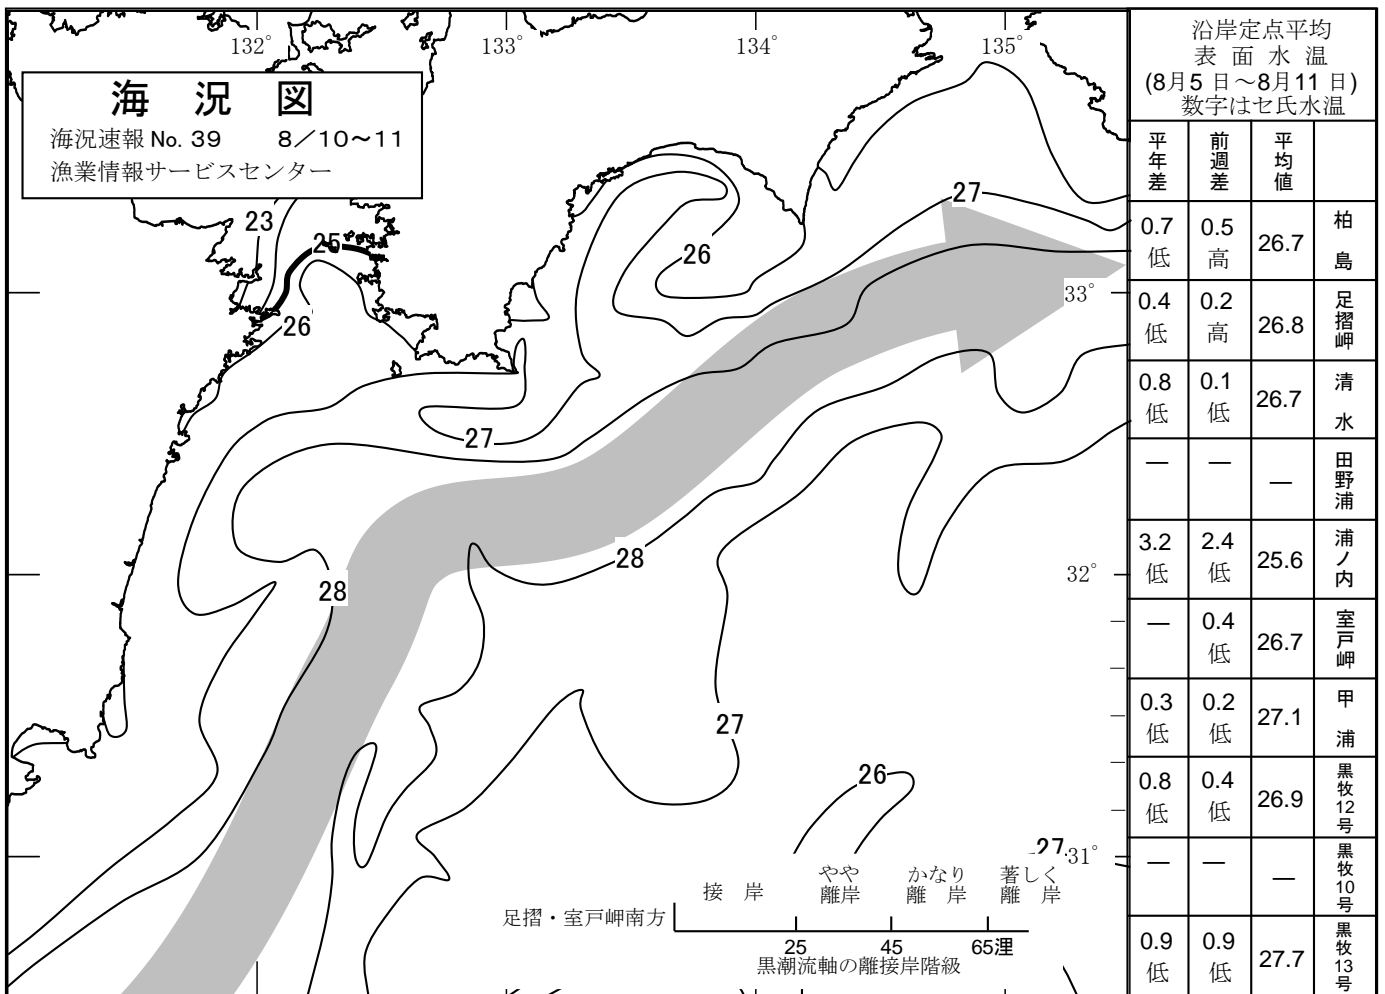 132°
133°
134°
135°
海 況 図
海況速報 No. 39 8／10～11
漁業情報サービスセンター
23
25
26
26
27
33°
27
28
28
32°
27
26
27
31°
接 岸
やや
離岸
かなり
離 岸
著しく
離 岸
足摺・室戸岬南方
25 45 65浬
黒潮流軸の離接岸階級
沿岸定点平均
表 面 水 温
(8月5 日～8月11 日)
数字はセ氏水温
平年差 前週差 平均値
0.7低 0.5高 26.7 柏島
0.4低 0.2高 26.8 足摺岬
0.8低 0.1低 26.7 清水
— — — 田野浦
3.2低 2.4低 25.6 浦ノ内
— 0.4低 26.7 室戸岬
0.3低 0.2低 27.1 甲浦
0.8低 0.4低 26.9 黒牧12号
— — — 黒牧10号
0.9低 0.9低 27.7 黒牧13号